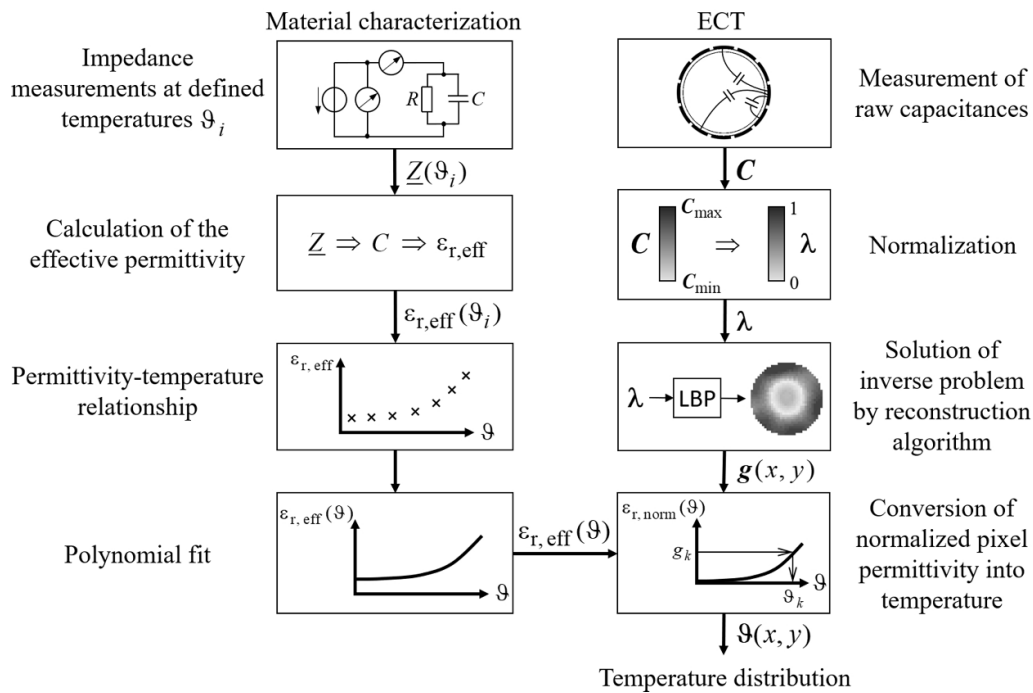 Material characterization
ECT
Impedance
measurements at defined
temperatures ϑ_i
R
C
Measurement of
raw capacitances
Z(ϑ_i)
C
Calculation of the
effective permittivity
Z ⇒ C ⇒ ε_r,eff
C
C_max
C_min
⇒
1
0
λ
Normalization
ε_r,eff(ϑ_i)
λ
Permittivity-temperature
relationship
ε_r, eff
ϑ
λ
LBP
Solution of
inverse problem
by reconstruction
algorithm
g(x, y)
Polynomial fit
ε_r, eff(ϑ)
ϑ
ε_r, eff(ϑ)
ε_r, norm(ϑ)
g_k
ϑ
ϑ_k
Conversion of
normalized pixel
permittivity into
temperature
ϑ(x, y)
Temperature distribution